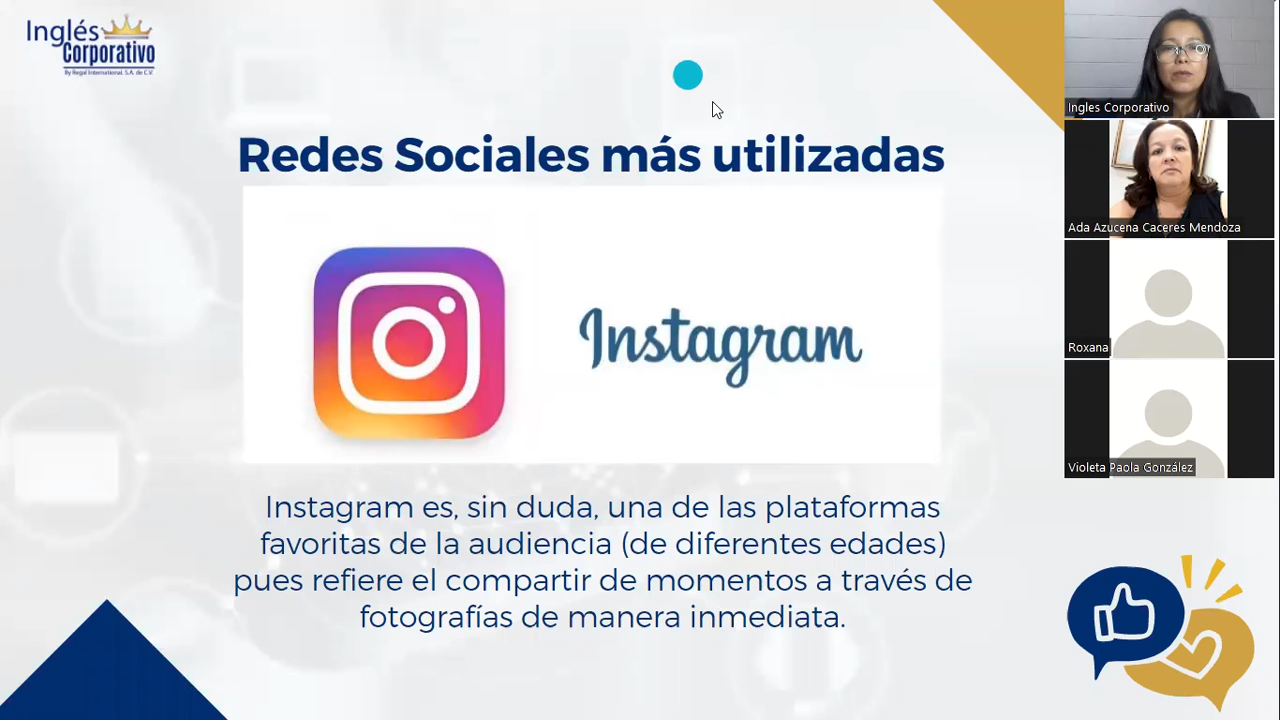 Inglés
Corporativo
By Regal International, S.A. de C.V.
Redes Sociales más utilizadas
Instagram
Instagram es, sin duda, una de las plataformas
favoritas de la audiencia (de diferentes edades)
pues refiere el compartir de momentos a través de
fotografías de manera inmediata.
Ingles Corporativo
Ada Azucena Caceres Mendoza
Roxana
Violeta Paola González